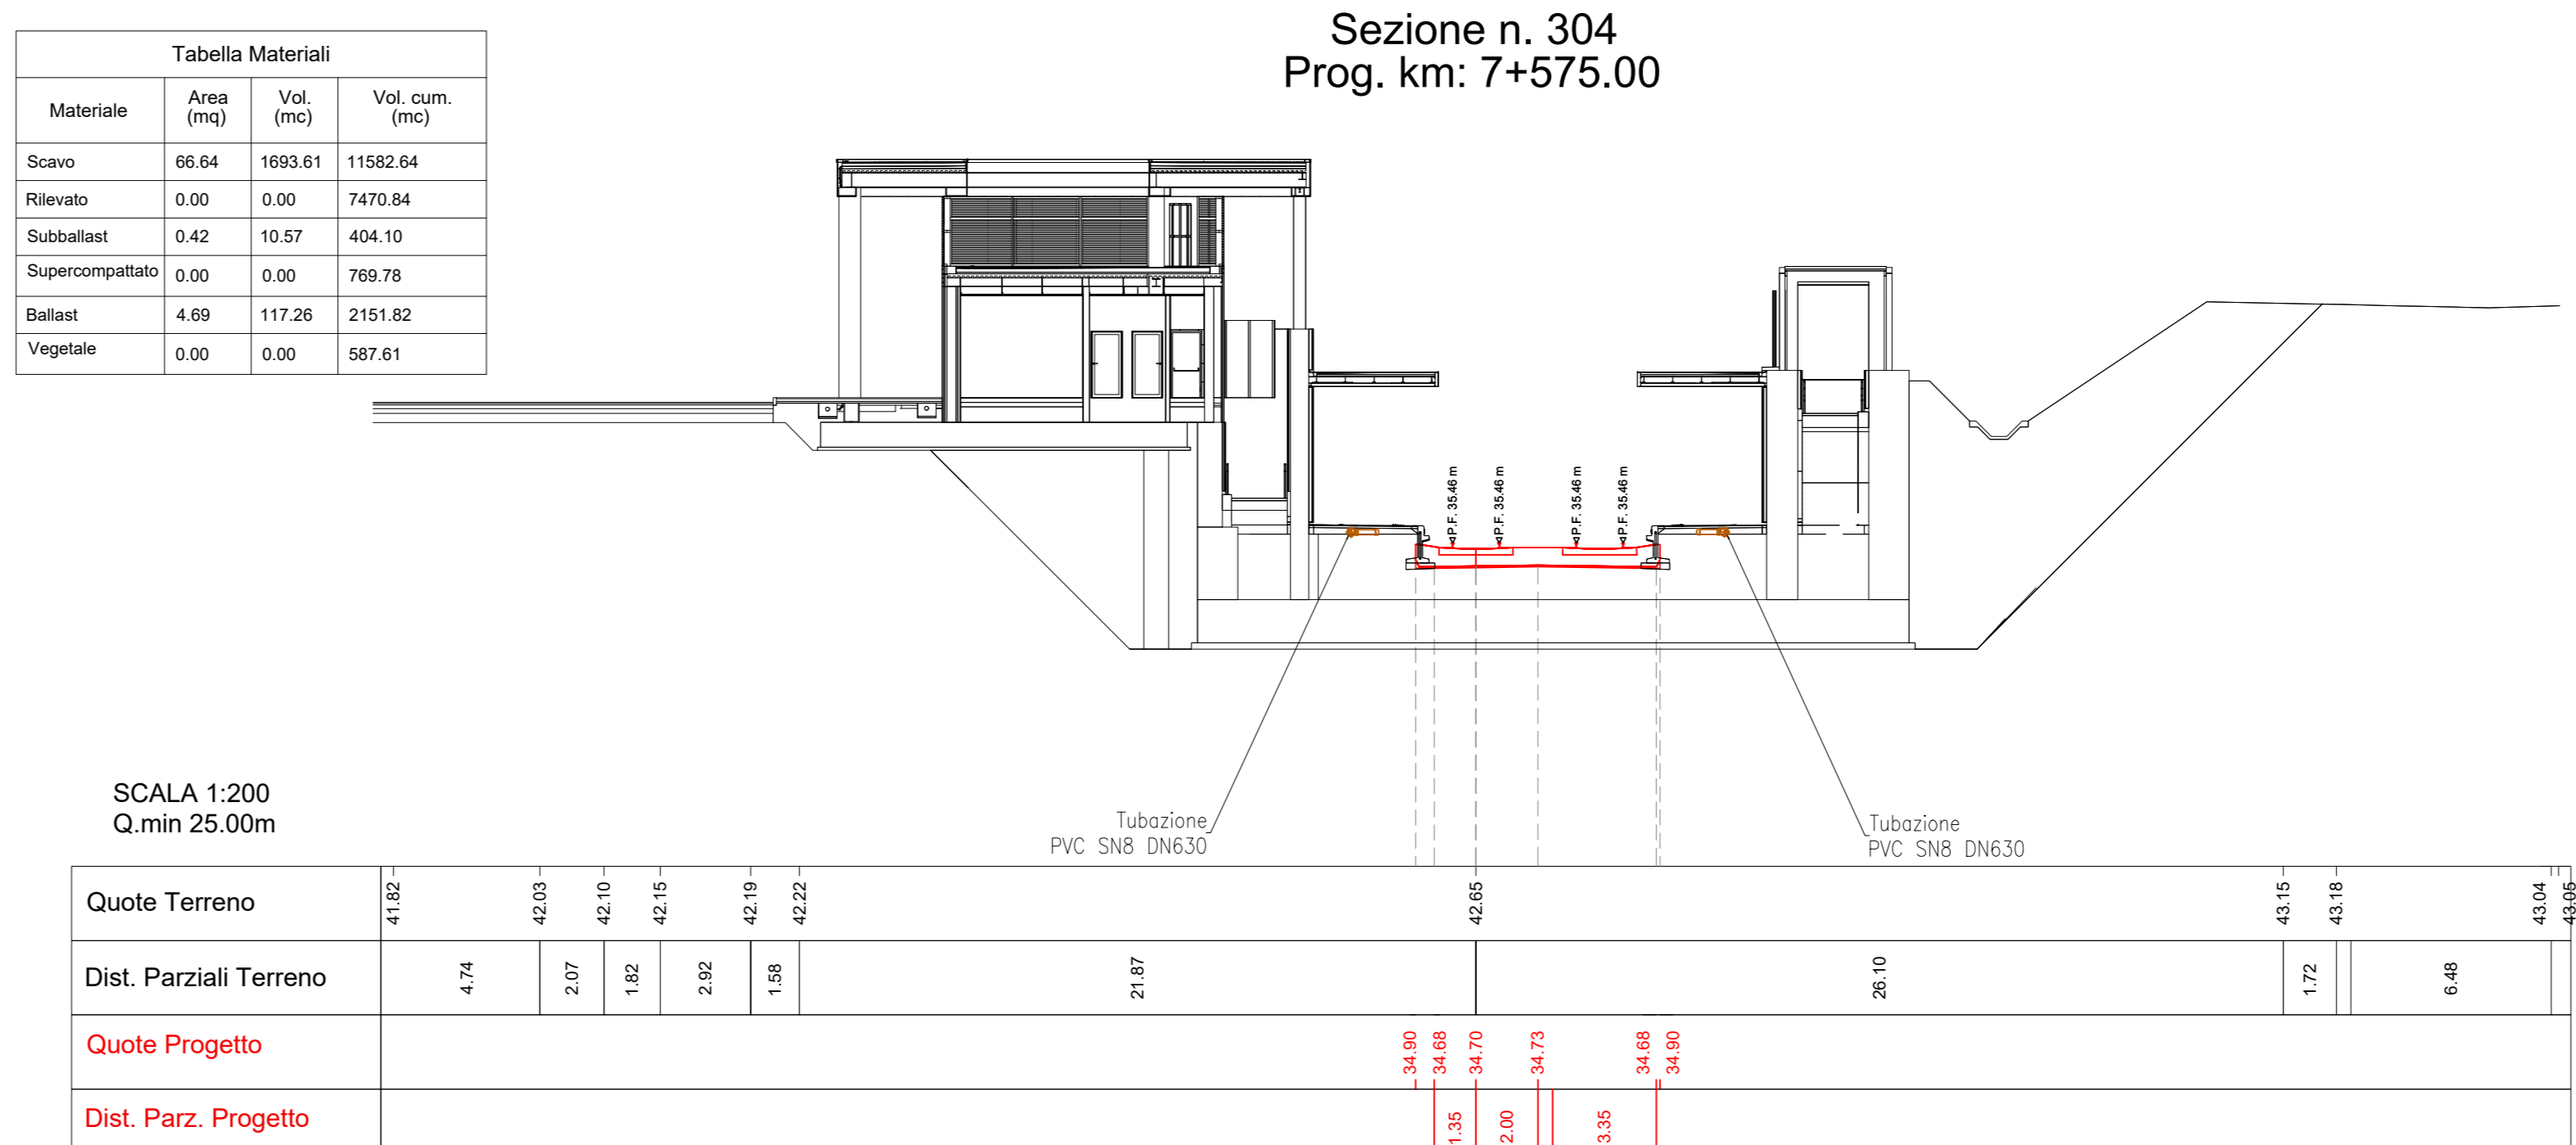 Sezione n. 304
Prog. km: 7+575.00
Tabella Materiali
Materiale Area (mq) Vol. (mc) Vol. cum. (mc)
Scavo 66.64 1693.61 11582.64
Rilevato 0.00 0.00 7470.84
Subballast 0.42 10.57 404.10
Supercompattato 0.00 0.00 769.78
Ballast 4.69 117.26 2151.82
Vegetale 0.00 0.00 587.61
P.F. 35.46 m
P.F. 35.46 m
P.F. 35.46 m
P.F. 35.46 m
SCALA 1:200
Q.min 25.00m
Tubazione
PVC SN8 DN630
Tubazione
PVC SN8 DN630
Quote Terreno 41.82 42.03 42.10 42.15 42.19 42.22 42.65 43.15 43.18 43.04 43.05
Dist. Parziali Terreno 4.74 2.07 1.82 2.92 1.58 21.87 26.10 1.72 6.48
Quote Progetto 34.90 34.68 34.70 34.73 34.68 34.90
Dist. Parz. Progetto 1.35 2.00 3.35